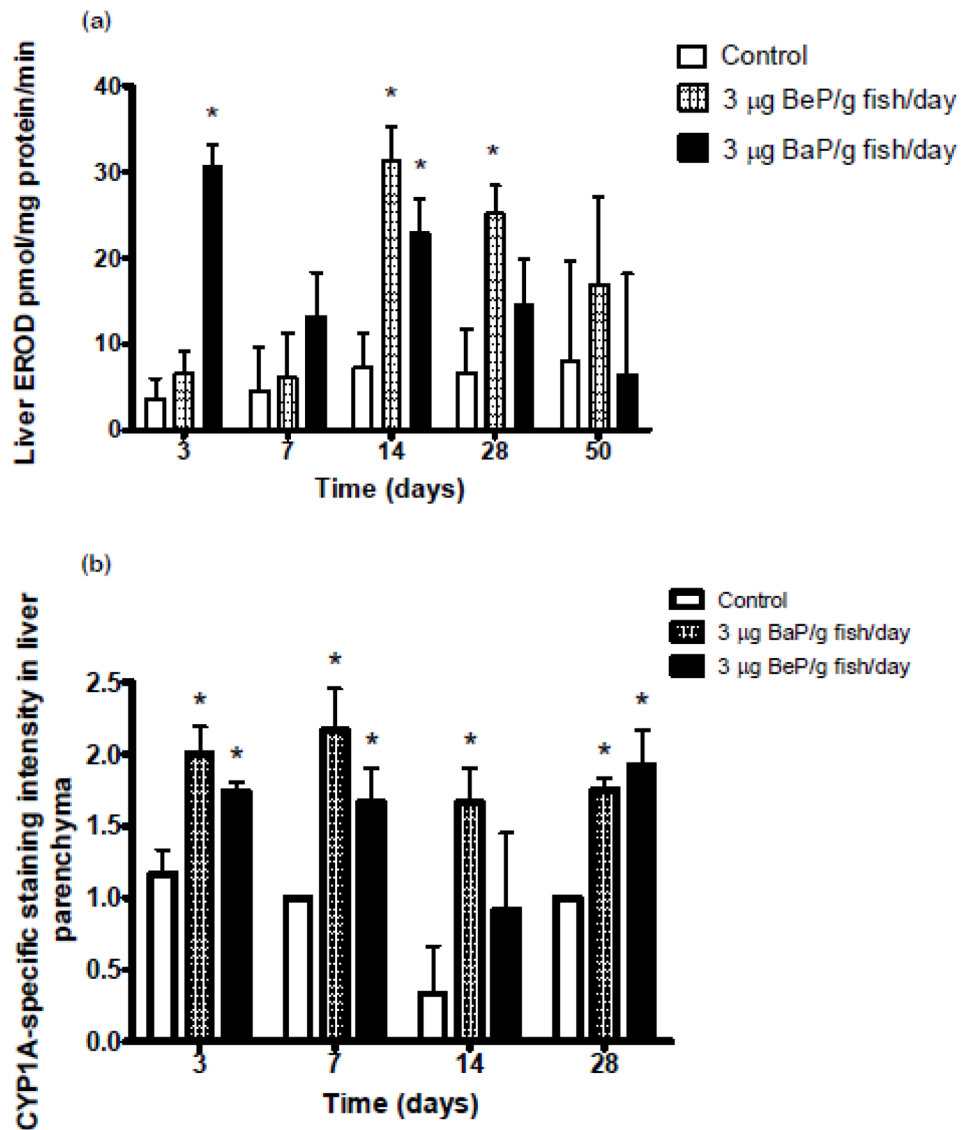 (a)
Control
3 μg BeP/g fish/day
3 μg BaP/g fish/day
Liver EROD pmol/mg protein/min
40
30
20
10
0
* * * *
3 7 14 28 50
Time (days)
(b)
Control
3 μg BaP/g fish/day
3 μg BeP/g fish/day
CYP1A-specific staining intensity in liver
parenchyma
2.5
2.0
1.5
1.0
0.5
0.0
* * * * * * *
3 7 14 28
Time (days)